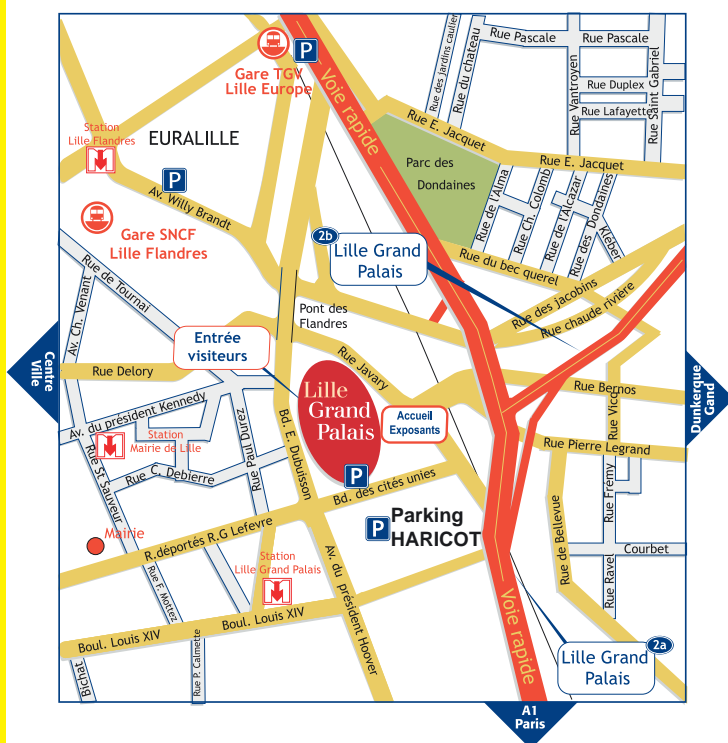 Gare TGV
Lille Europe
P
Voie rapide
Rue des jardins caulier
Rue du chateau
Rue Pascale
Rue Pascale
Rue Vantroyen
Rue Duplex
Rue Lafayette
Rue Saint Gabriel
Rue E. Jacquet
Rue E. Jacquet
Station
Lille Flandres
EURALILLE
P
Av. Willy Brandt
Parc des
Dondaines
Rue de l'Alma
Rue Ch. Colomb
Rue de l'Alcazar
Rue des Dondaines
Kléber
Gare SNCF
Lille Flandres
2b
Lille Grand
Palais
Rue du bec querel
Rue de Tournai
Av. Ch. Venant
Pont des
Flandres
Rue des jacobins
Rue chaude rivière
Centre
Ville
Entrée
visiteurs
Rue Delory
Rue Javary
Rue Bernos
Rue Vico
Dunkerque
Gand
Lille
Grand
Palais
Accueil
Exposants
Av. du président Kennedy
Station
Mairie de Lille
Rue St Sauveur
Rue C. Debierre
Rue Paul Durez
Bd. E. Dubuisson
P
Bd. des cités unies
Rue Pierre Legrand
Rue Frémy
Rue de Bellevue
Rue Ravel
Courbet
P
Parking
HARICOT
Mairie
R.déportés R.G Lefevre
Station
Lille Grand Palais
Rue F. Mottez
Av. du président Hoover
Boul. Louis XIV
Boul. Louis XIV
Bichat
Rue P. Calmette
Voie rapide
2a
Lille Grand
Palais
A1
Paris